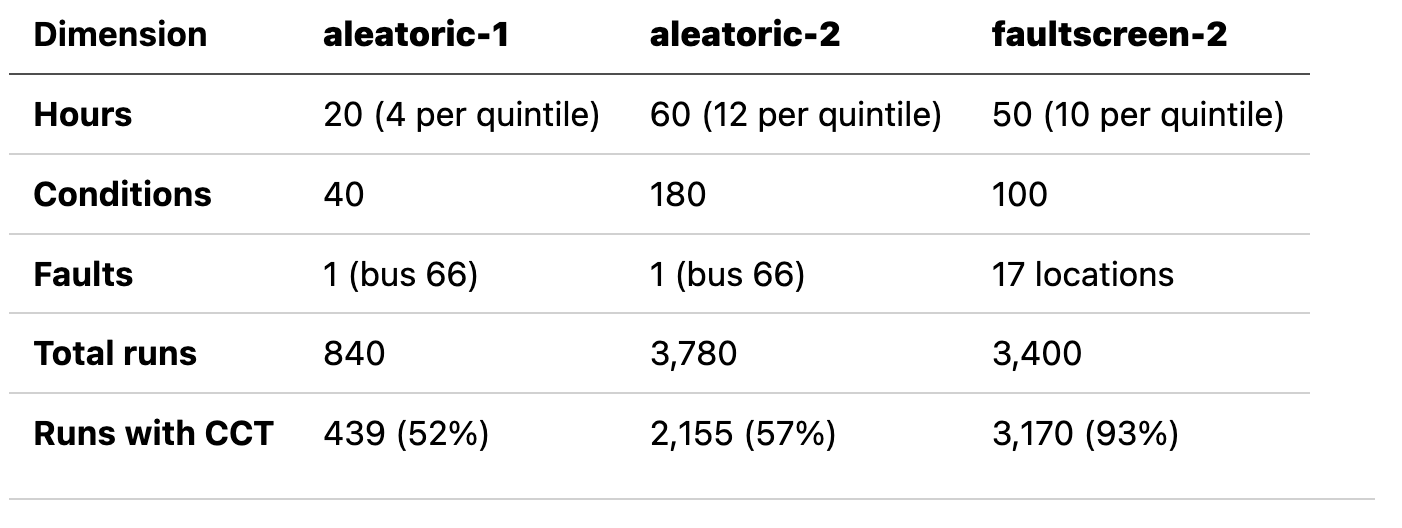 Dimension aleatoric-1 aleatoric-2 faultscreen-2
Hours 20 (4 per quintile) 60 (12 per quintile) 50 (10 per quintile)
Conditions 40 180 100
Faults 1 (bus 66) 1 (bus 66) 17 locations
Total runs 840 3,780 3,400
Runs with CCT 439 (52%) 2,155 (57%) 3,170 (93%)